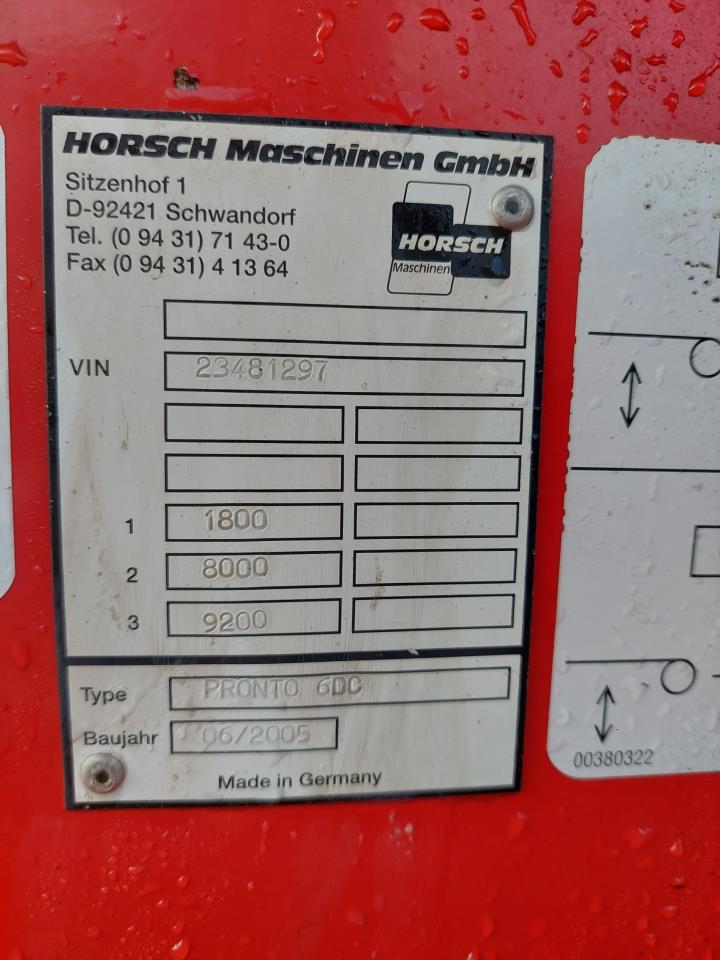 HORSCH Maschinen GmbH
Sitzenhof 1
D-92421 Schwandorf
Tel. (0 94 31) 71 43-0
Fax (0 94 31) 4 13 64
HORSCH
Maschinen
VIN 23481297
1 1800
2 8000
3 9200
Type PRONTO 6DC
Baujahr 06/2005
Made in Germany
00380322